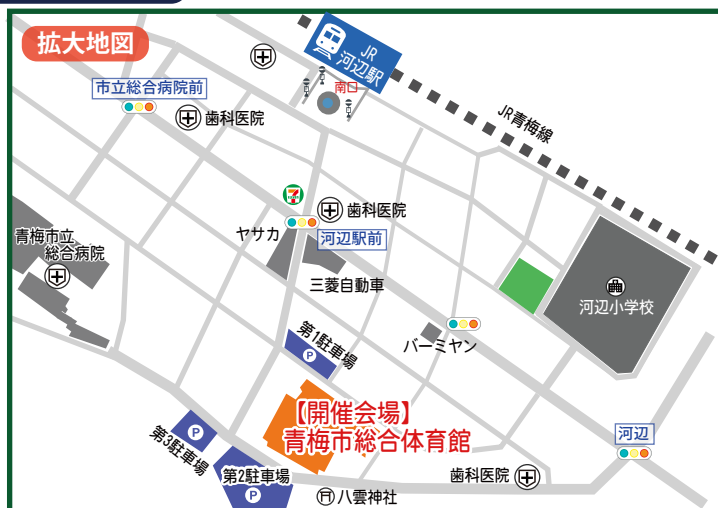 拡大地図
JR
河辺駅
南口
市立総合病院前
歯科医院
JR青梅線
歯科医院
ヤサカ
河辺駅前
青梅市立
総合病院
三菱自動車
河辺小学校
バーミヤン
第1駐車場
P
【開催会場】
青梅市総合体育館
P
第3駐車場
第2駐車場
P
河辺
歯科医院
八雲神社